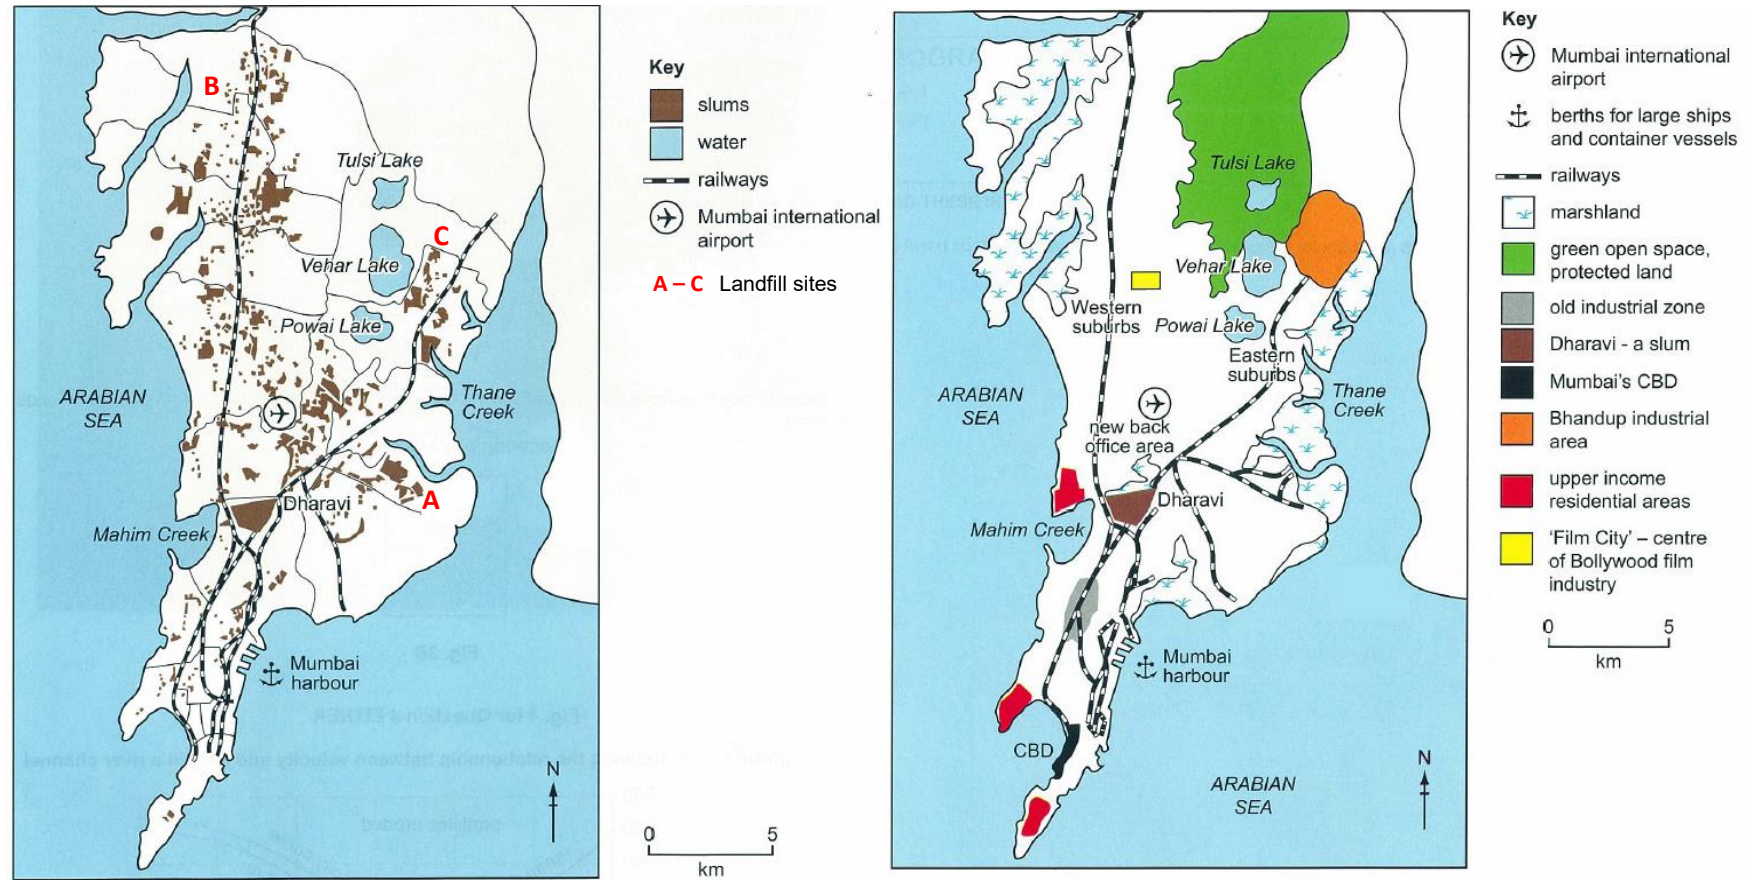 B
Tulsi Lake
C
Vehar Lake
Powai Lake
ARABIAN
SEA
Thane
Creek
Dharavi
A
Mahim Creek
Mumbai
harbour
N
Key
slums
water
railways
Mumbai international
airport
A – C Landfill sites
0 5
km
Tulsi Lake
Vehar Lake
Western
suburbs
Powai Lake
Eastern
suburbs
ARABIAN
SEA
Thane
Creek
new back
office area
Dharavi
Mahim Creek
Mumbai
harbour
CBD
ARABIAN
SEA
N
Key
Mumbai international
airport
berths for large ships
and container vessels
railways
marshland
green open space,
protected land
old industrial zone
Dharavi - a slum
Mumbai's CBD
Bhandup industrial
area
upper income
residential areas
‘Film City’ – centre
of Bollywood film
industry
0 5
km